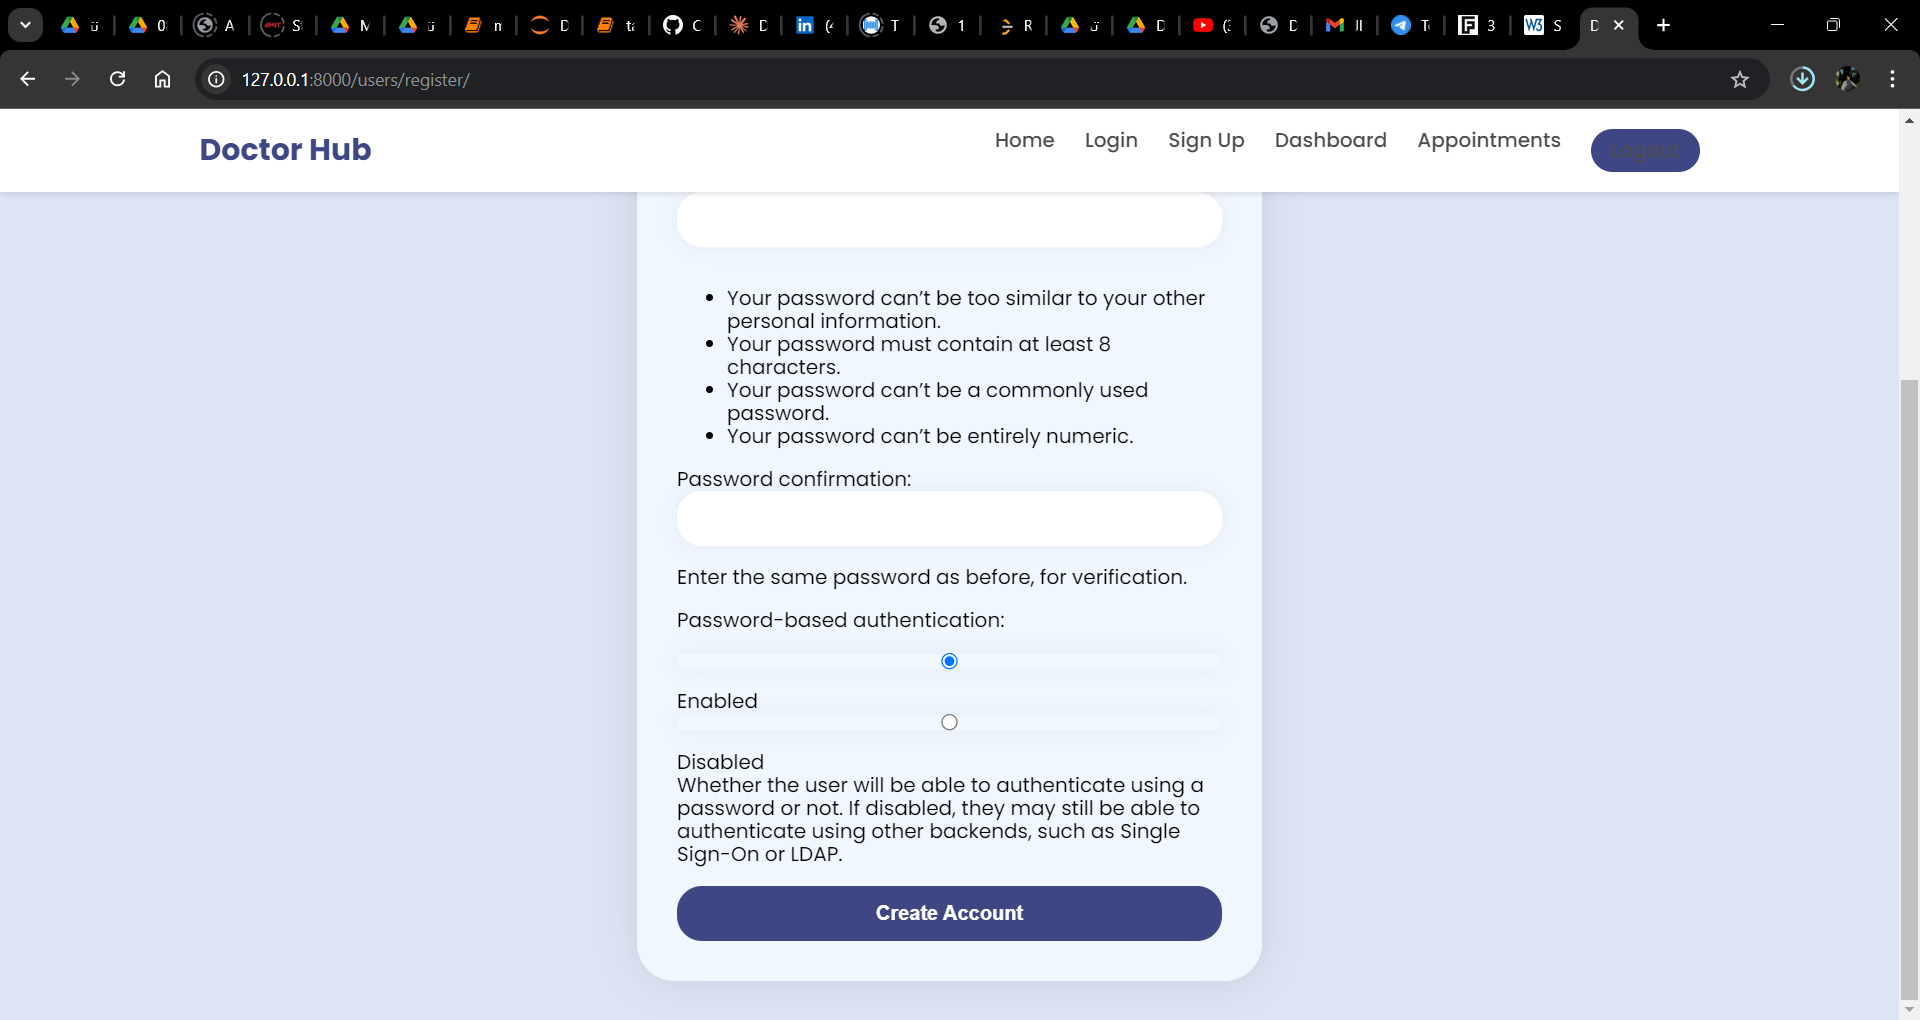 A
M
D
C
D
(4
T
1
R
D
D
JI
3
W3 S
D
127.0.0.1:8000/users/register/
Doctor Hub
Home
Login
Sign Up
Dashboard
Appointments
Logout
Your password can’t be too similar to your other
personal information.
Your password must contain at least 8
characters.
Your password can’t be a commonly used
password.
Your password can’t be entirely numeric.
Password confirmation:
Enter the same password as before, for verification.
Password-based authentication:
Enabled
Disabled
Whether the user will be able to authenticate using a
password or not. If disabled, they may still be able to
authenticate using other backends, such as Single
Sign-On or LDAP.
Create Account